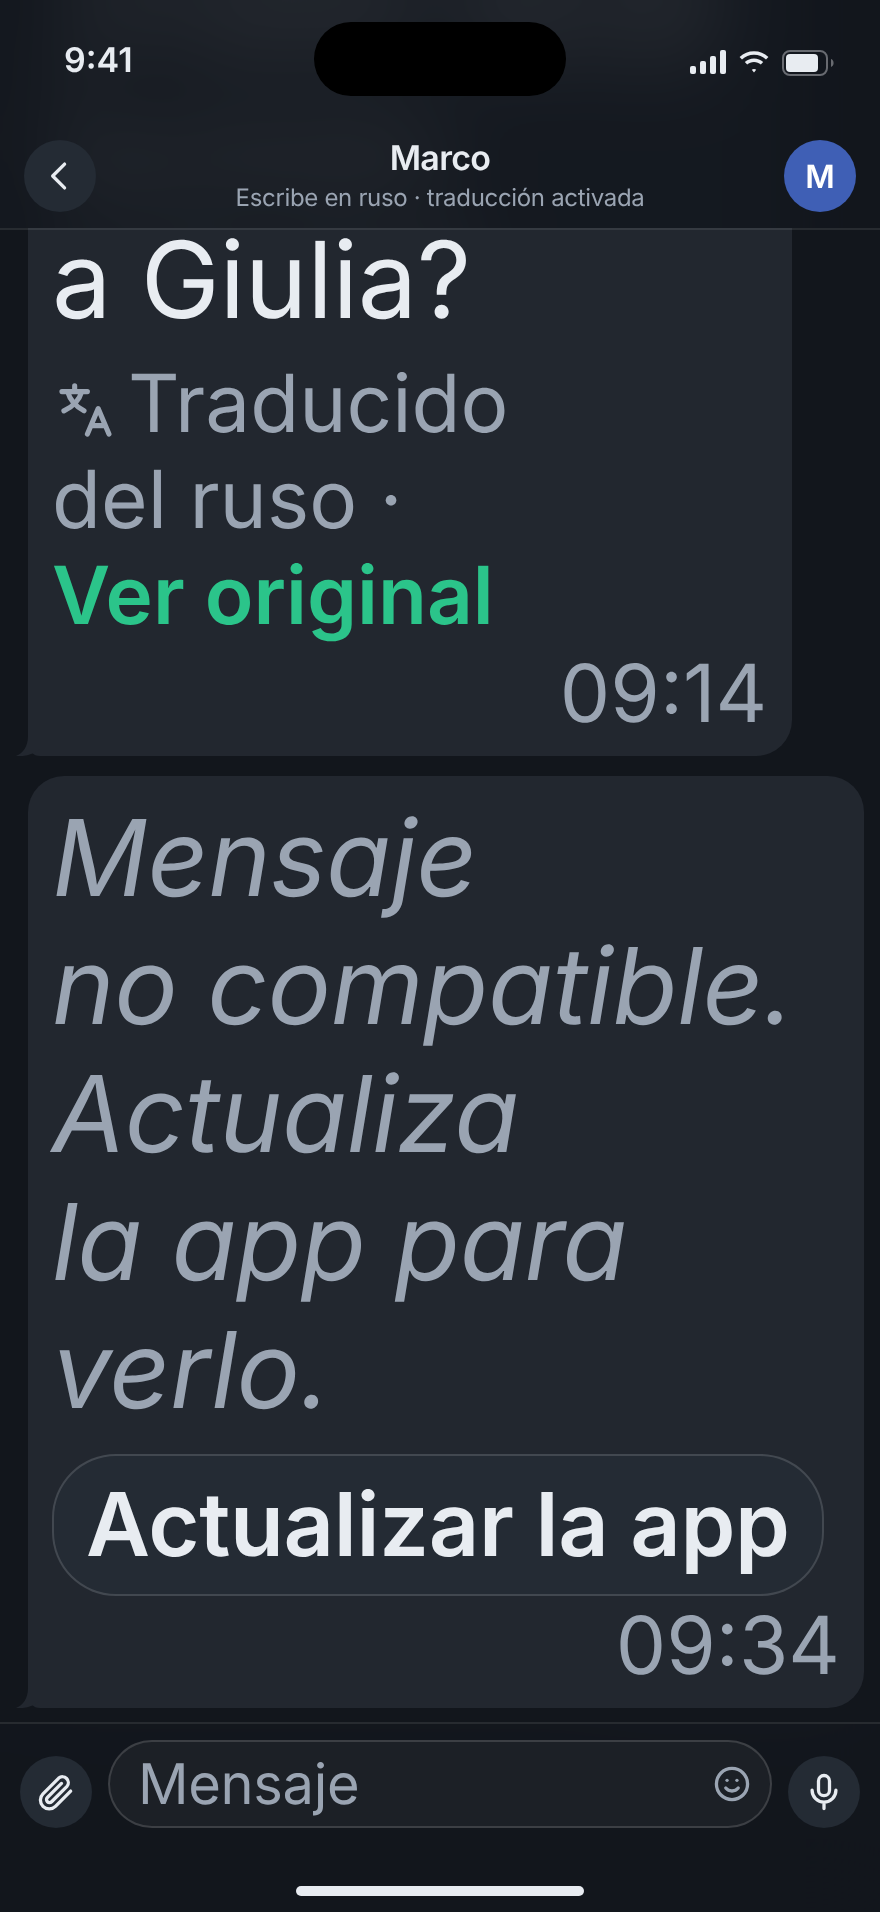 9:41
Marco
Escribe en ruso · traducción activada
M
a Giulia?
Traducido
del ruso ·
Ver original
09:14
Mensaje
no compatible.
Actualiza
la app para
verlo.
Actualizar la app
09:34
Mensaje